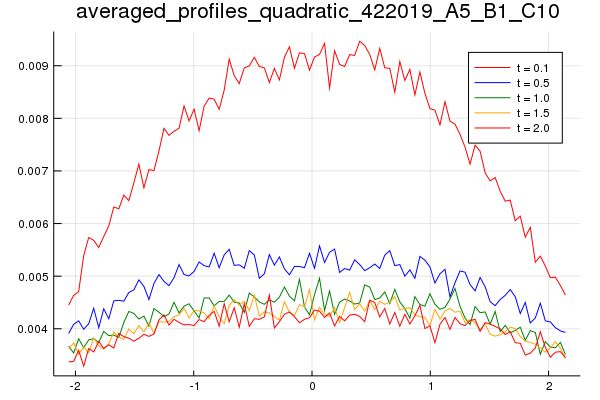 averaged_profiles_quadratic_422019_A5_B1_C10
t = 0.1
t = 0.5
t = 1.0
t = 1.5
t = 2.0
0.009
0.008
0.007
0.006
0.005
0.004
-2 -1 0 1 2